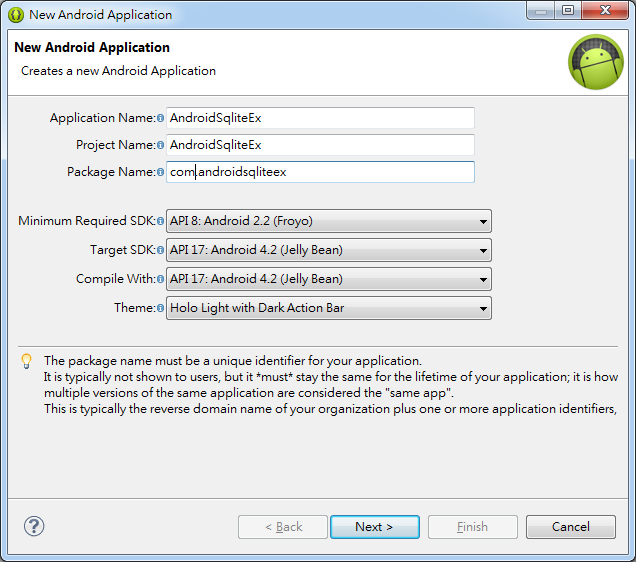 New Android Application
New Android Application
Creates a new Android Application
Application Name: AndroidSqliteEx
Project Name: AndroidSqliteEx
Package Name: com.androidsqliteex
Minimum Required SDK: API 8: Android 2.2 (Froyo)
Target SDK: API 17: Android 4.2 (Jelly Bean)
Compile With: API 17: Android 4.2 (Jelly Bean)
Theme: Holo Light with Dark Action Bar
The package name must be a unique identifier for your application.
It is typically not shown to users, but it *must* stay the same for the lifetime of your application; it is how
multiple versions of the same application are considered the "same app".
This is typically the reverse domain name of your organization plus one or more application identifiers,
? < Back Next > Finish Cancel